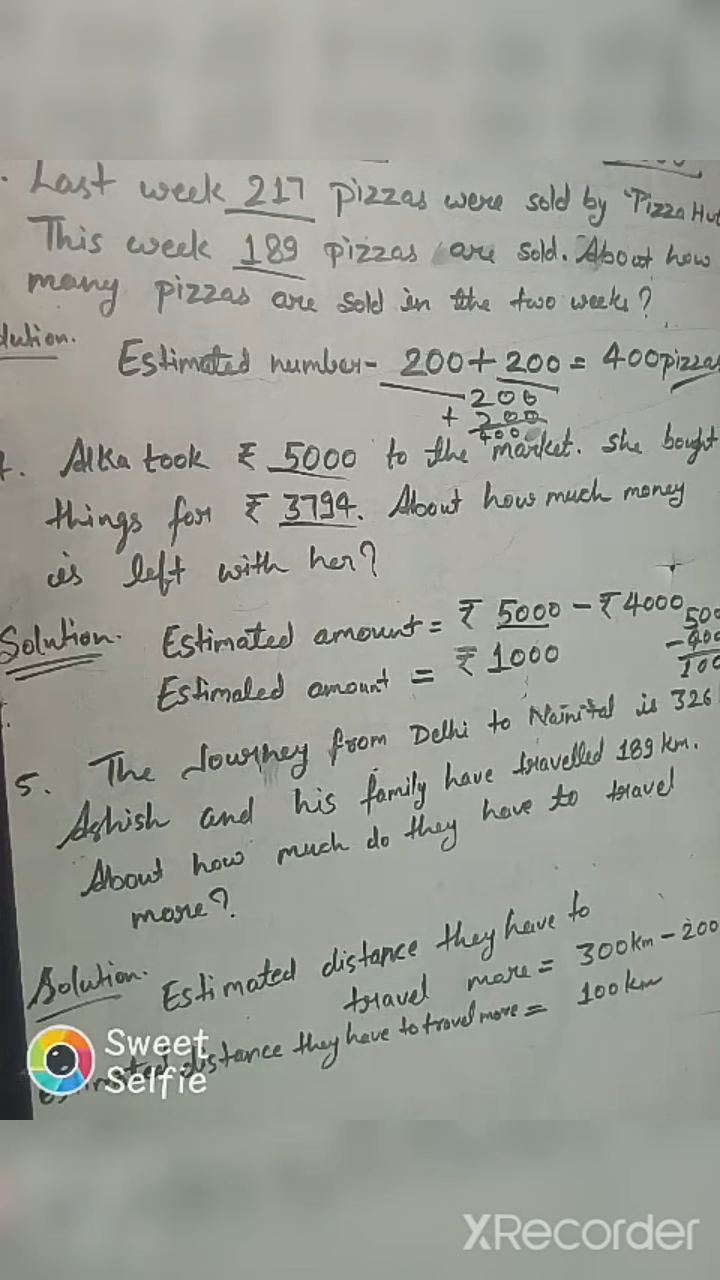 . Last week 217 pizzas were sold by 'Pizza Hut
This week 189 pizzas are sold. About how
many pizzas are sold in the two weeks?
lution.
Estimated number- 200+200 = 400 pizzas
200
+ 200
400
Alka took ₹ 5000 to the market. She bought
things for ₹ 3794. About how much money
is left with her?
Solution. Estimated amount = ₹ 5000 - ₹ 4000
500
- 400
100
Estimated amount = ₹ 1000
5. The Journey from Delhi to Nainital is 326
Ashish and his family have travelled 189 km.
About how much do they have to travel
more?
Solution. Estimated distance they have to
travel more = 300km - 200
distance they have to travel more = 100km
Sweet
Selfie
XRecorder